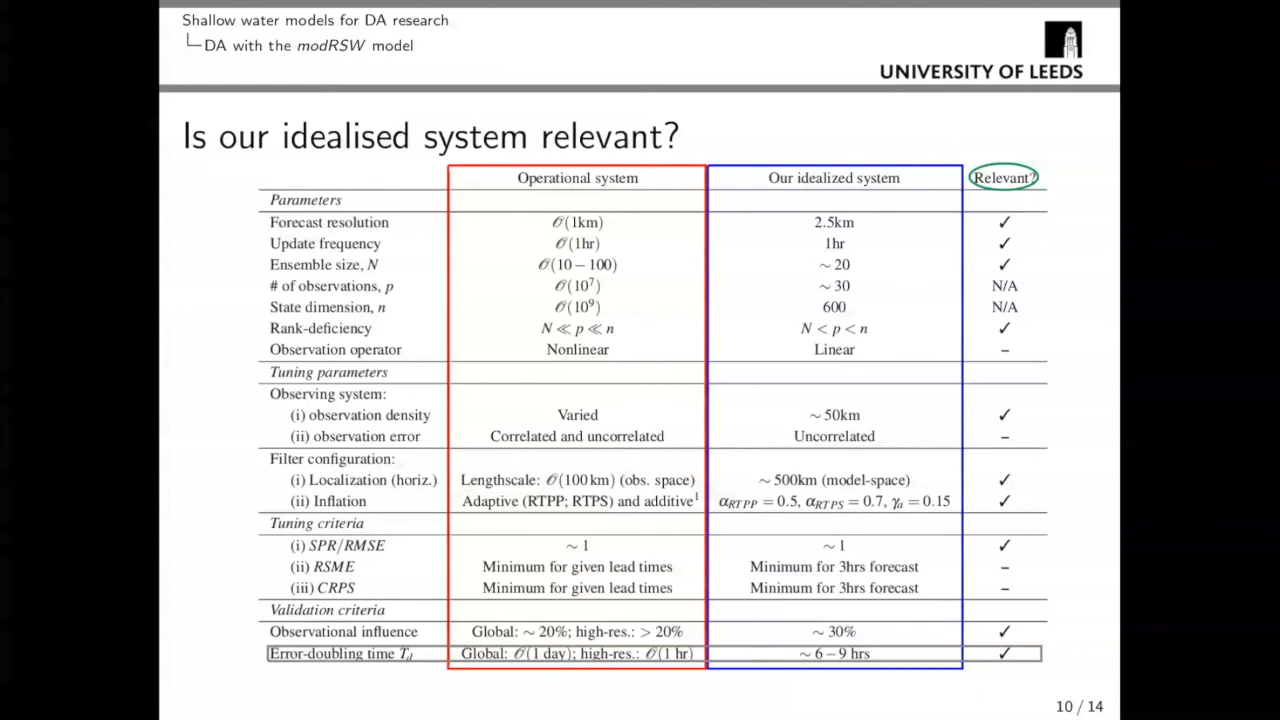 Shallow water models for DA research
DA with the modRSW model
UNIVERSITY OF LEEDS
Is our idealised system relevant?
Operational system Our idealized system Relevant?
Parameters
Forecast resolution 𝒪(1km) 2.5km ✓
Update frequency 𝒪(1hr) 1hr ✓
Ensemble size, N 𝒪(10 − 100) ∼ 20 ✓
# of observations, p 𝒪(10⁷) ∼ 30 N/A
State dimension, n 𝒪(10⁹) 600 N/A
Rank-deficiency N ≪ p ≪ n N < p < n ✓
Observation operator Nonlinear Linear –
Tuning parameters
Observing system:
(i) observation density Varied ∼ 50km ✓
(ii) observation error Correlated and uncorrelated Uncorrelated –
Filter configuration:
(i) Localization (horiz.) Lengthscale: 𝒪(100 km) (obs. space) ∼ 500km (model-space) ✓
(ii) Inflation Adaptive (RTPP; RTPS) and additive¹ α_RTPP = 0.5, α_RTPS = 0.7, γ_a = 0.15 ✓
Tuning criteria
(i) SPR/RMSE ∼ 1 ∼ 1 ✓
(ii) RSME Minimum for given lead times Minimum for 3hrs forecast –
(iii) CRPS Minimum for given lead times Minimum for 3hrs forecast –
Validation criteria
Observational influence Global: ∼ 20%; high-res.: > 20% ∼ 30% ✓
Error-doubling time T_d Global: 𝒪(1 day); high-res.: 𝒪(1 hr) ∼ 6 − 9 hrs ✓
10 / 14